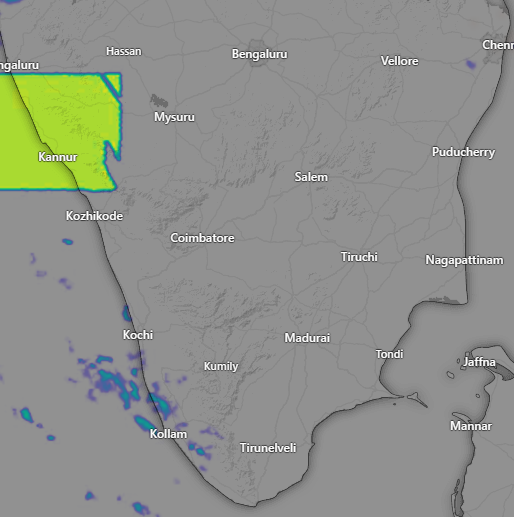 Hassan
Bengaluru
Chenn
Vellore
ngaluru
Mysuru
Kannur
Puducherry
Salem
Kozhikode
Coimbatore
Tiruchi
Nagapattinam
Kochi
Madurai
Tondi
Kumily
Jaffna
Mannar
Kollam
Tirunelveli